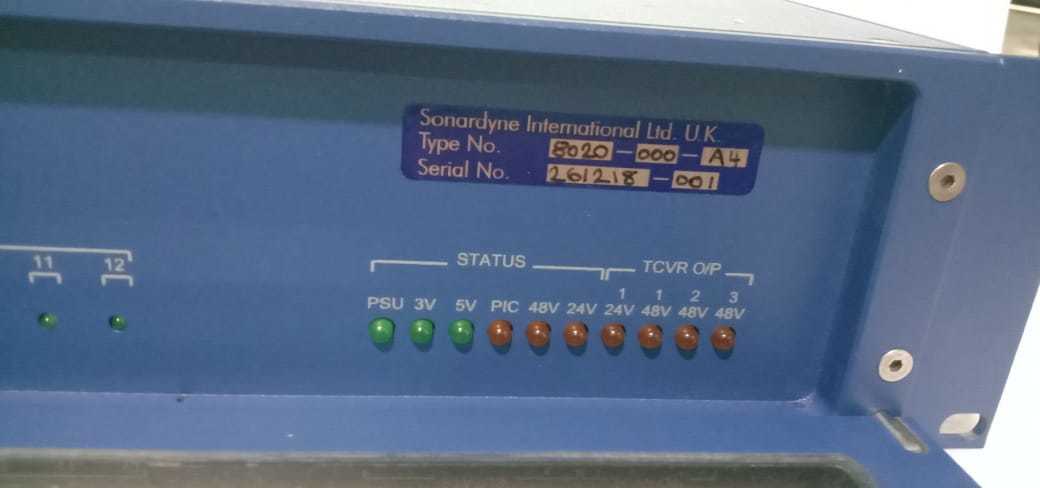 Sonardyne International Ltd. U.K.
Type No. 8020-000-A4
Serial No. 261218-001
11 12
STATUS TCVR O/P
1 1 2 3
PSU 3V 5V PIC 48V 24V 24V 48V 48V 48V